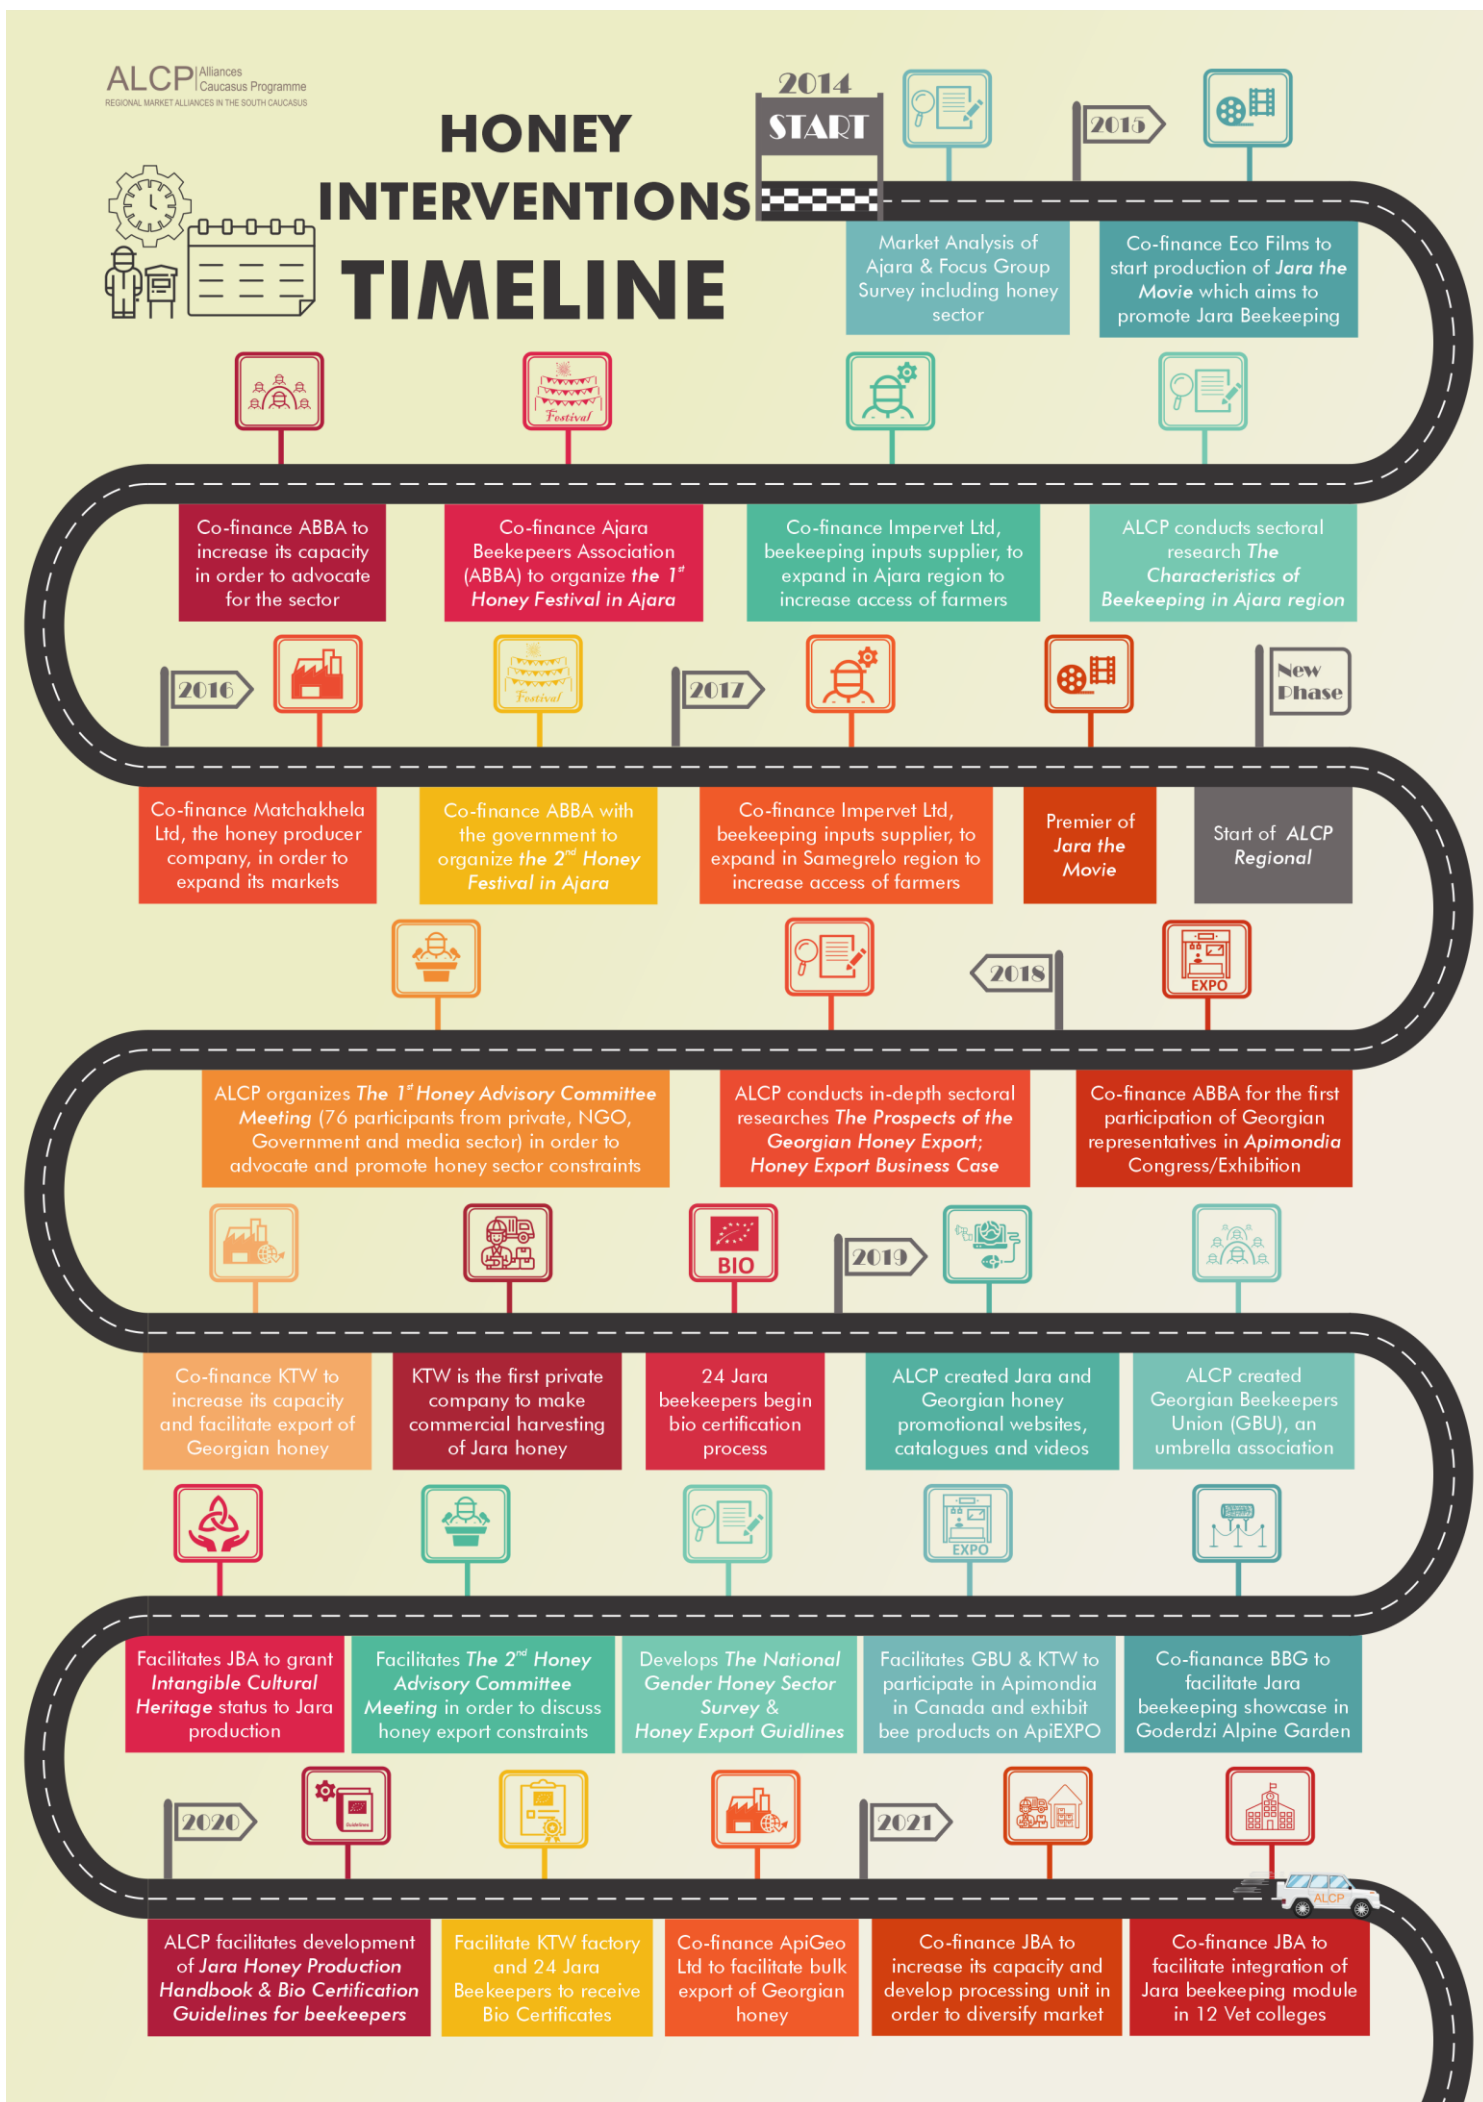 ALCP
Alliances
Caucasus Programme
REGIONAL MARKET ALLIANCES IN THE SOUTH CAUCASUS
HONEY
INTERVENTIONS
TIMELINE
2014
START
Market Analysis of
Ajara & Focus Group
Survey including honey
sector
2015
Co-finance Eco Films to
start production of Jara the
Movie which aims to
promote Jara Beekeeping
ALCP conducts sectoral
research The
Characteristics of
Beekeeping in Ajara region
Co-finance Impervet Ltd,
beekeeping inputs supplier, to
expand in Ajara region to
increase access of farmers
Festival
Co-finance Ajara
Beekepeers Association
(ABBA) to organize the 1st
Honey Festival in Ajara
Co-finance ABBA to
increase its capacity
in order to advocate
for the sector
2016
Co-finance Matchakhela
Ltd, the honey producer
company, in order to
expand its markets
Festival
Co-finance ABBA with
the government to
organize the 2nd Honey
Festival in Ajara
2017
Co-finance Impervet Ltd,
beekeeping inputs supplier, to
expand in Samegrelo region to
increase access of farmers
Premier of
Jara the
Movie
New
Phase
Start of ALCP
Regional
EXPO
Co-finance ABBA for the first
participation of Georgian
representatives in Apimondia
Congress/Exhibition
2018
ALCP conducts in-depth sectoral
researches The Prospects of the
Georgian Honey Export;
Honey Export Business Case
ALCP organizes The 1st Honey Advisory Committee
Meeting (76 participants from private, NGO,
Government and media sector) in order to
advocate and promote honey sector constraints
Co-finance KTW to
increase its capacity
and facilitate export of
Georgian honey
KTW is the first private
company to make
commercial harvesting
of Jara honey
BIO
24 Jara
beekeepers begin
bio certification
process
2019
ALCP created Jara and
Georgian honey
promotional websites,
catalogues and videos
ALCP created
Georgian Beekeepers
Union (GBU), an
umbrella association
Facilitates JBA to grant
Intangible Cultural
Heritage status to Jara
production
Facilitates The 2nd Honey
Advisory Committee
Meeting in order to discuss
honey export constraints
Develops The National
Gender Honey Sector
Survey &
Honey Export Guidlines
EXPO
Facilitates GBU & KTW to
participate in Apimondia
in Canada and exhibit
bee products on ApiEXPO
Co-fianance BBG to
facilitate Jara
beekeeping showcase in
Goderdzi Alpine Garden
2020
Guidelines
ALCP facilitates development
of Jara Honey Production
Handbook & Bio Certification
Guidelines for beekeepers
Facilitate KTW factory
and 24 Jara
Beekeepers to receive
Bio Certificates
Co-finance ApiGeo
Ltd to facilitate bulk
export of Georgian
honey
2021
Co-finance JBA to
increase its capacity and
develop processing unit in
order to diversify market
ALCP
Co-finance JBA to
facilitate integration of
Jara beekeeping module
in 12 Vet colleges